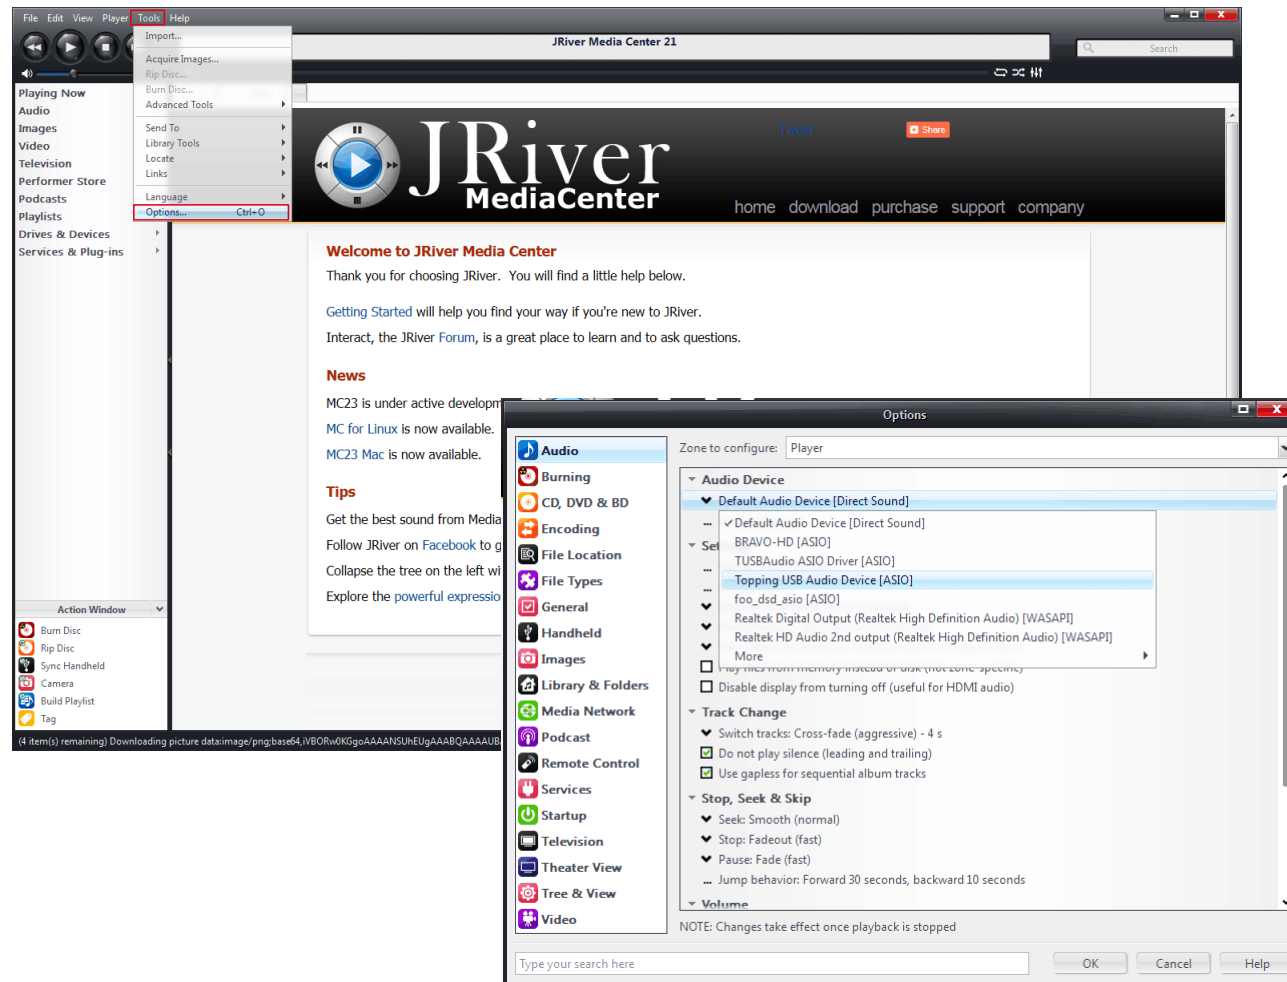 File Edit View Player Tools Help
JRiver Media Center 21
Search
Import...
Acquire Images...
Rip Disc...
Burn Disc...
Advanced Tools
Send To
Library Tools
Locate
Links
Language
Options... Ctrl+O
Playing Now
Audio
Images
Video
Television
Performer Store
Podcasts
Playlists
Drives & Devices
Services & Plug-ins
JRiver
MediaCenter
Tweet
Share
home download purchase support company
Welcome to JRiver Media Center
Thank you for choosing JRiver. You will find a little help below.
Getting Started will help you find your way if you're new to JRiver.
Interact, the JRiver Forum, is a great place to learn and to ask questions.
News
MC23 is under active developm
MC for Linux is now available.
MC23 Mac is now available.
Tips
Get the best sound from Media
Follow JRiver on Facebook to g
Collapse the tree on the left wi
Explore the powerful expressio
Action Window
Burn Disc
Rip Disc
Sync Handheld
Camera
Build Playlist
Tag
(4 item(s) remaining) Downloading picture data:image/png;base64,iVBORw0KGgoAAAANSUhEUgAAABQAAAAUB
Options
Audio
Burning
CD, DVD & BD
Encoding
File Location
File Types
General
Handheld
Images
Library & Folders
Media Network
Podcast
Remote Control
Services
Startup
Television
Theater View
Tree & View
Video
Zone to configure: Player
Audio Device
Default Audio Device [Direct Sound]
... Default Audio Device [Direct Sound]
BRAVO-HD [ASIO]
Set
TUSBAudio ASIO Driver [ASIO]
Topping USB Audio Device [ASIO]
foo_dsd_asio [ASIO]
Realtek Digital Output (Realtek High Definition Audio) [WASAPI]
Realtek HD Audio 2nd output (Realtek High Definition Audio) [WASAPI]
More
Play files from memory instead of disk (not zone-specific)
Disable display from turning off (useful for HDMI audio)
Track Change
Switch tracks: Cross-fade (aggressive) - 4 s
Do not play silence (leading and trailing)
Use gapless for sequential album tracks
Stop, Seek & Skip
Seek: Smooth (normal)
Stop: Fadeout (fast)
Pause: Fade (fast)
... Jump behavior: Forward 30 seconds, backward 10 seconds
Volume
NOTE: Changes take effect once playback is stopped
Type your search here
OK Cancel Help